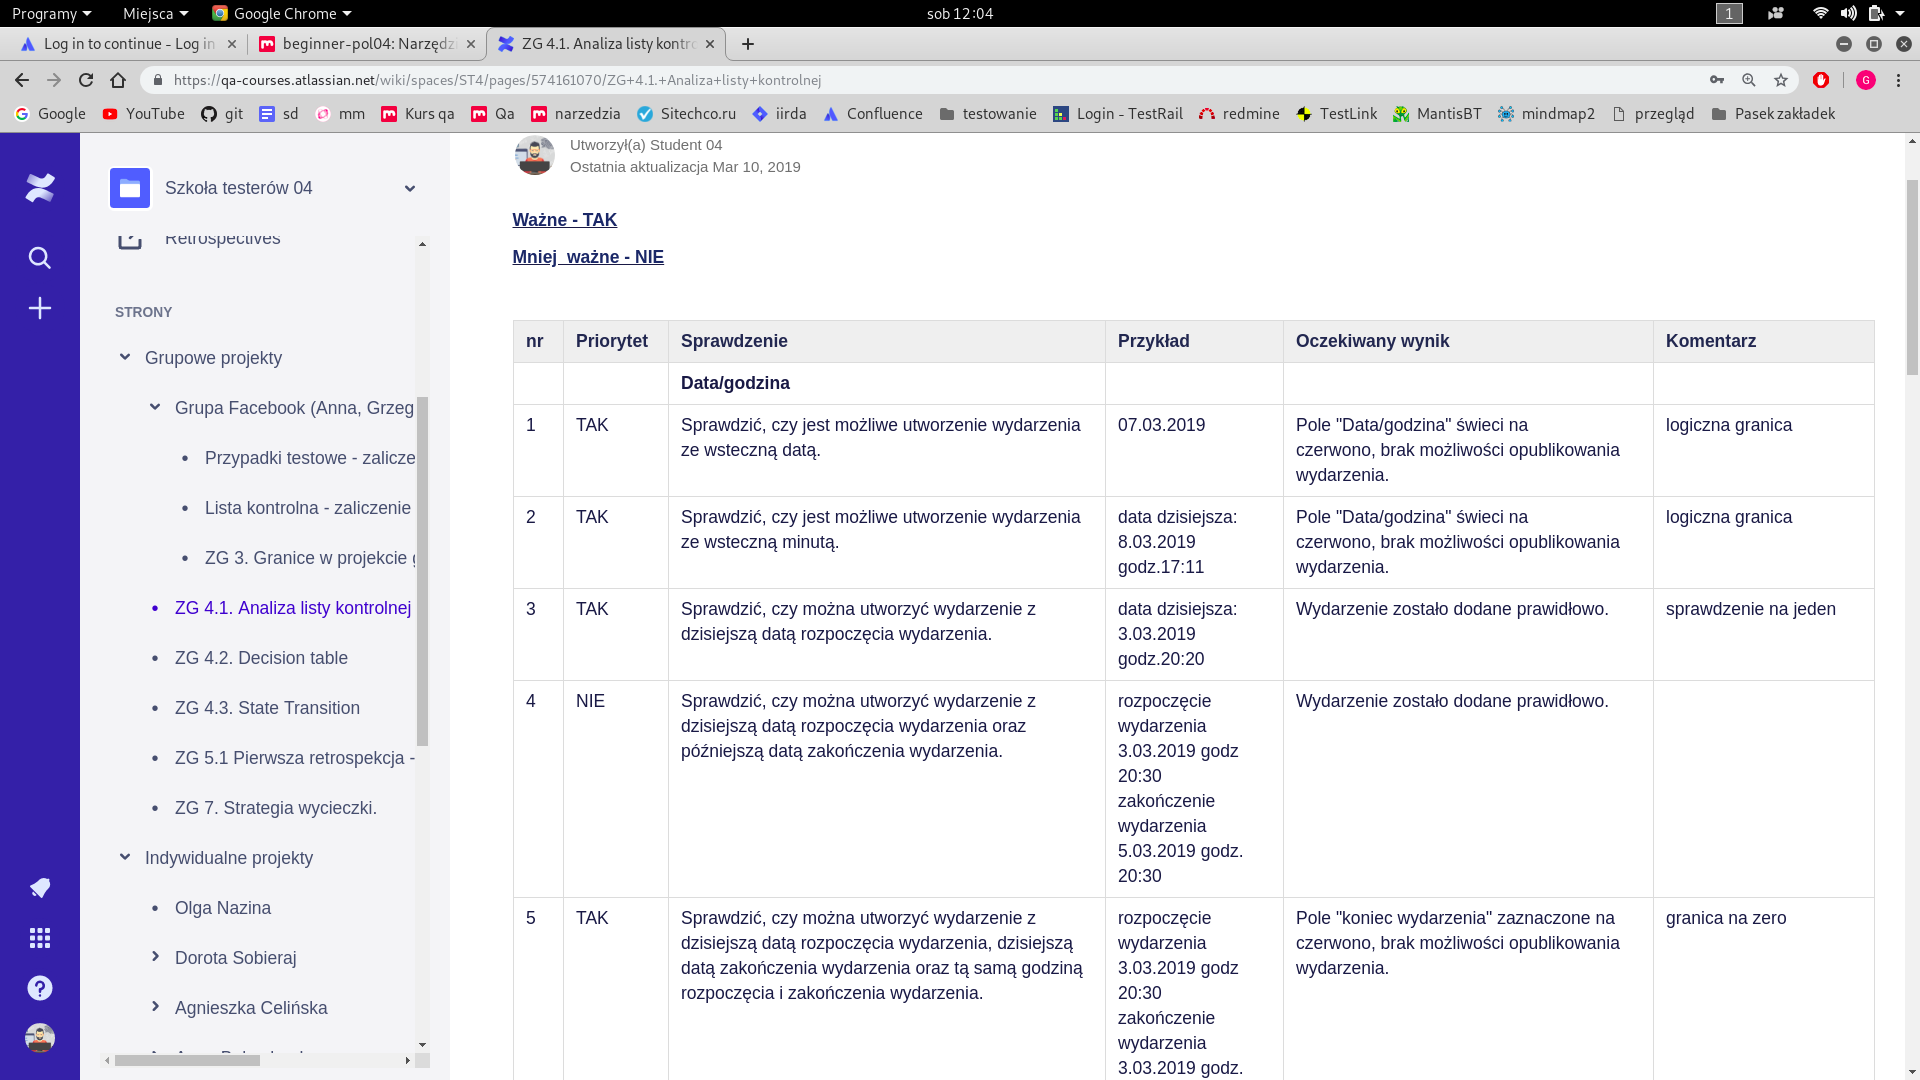 Programy Miejsca Google Chrome sob 12:04 1
Log in to continue - Log in beginner-pol04: Narzędzi ZG 4.1. Analiza listy kontro
https://qa-courses.atlassian.net/wiki/spaces/ST4/pages/574161070/ZG+4.1.+Analiza+listy+kontrolnej G
Google YouTube git sd mm Kurs qa Qa narzedzia Sitechco.ru iirda Confluence testowanie Login - TestRail redmine TestLink MantisBT mindmap2 przegląd Pasek zakładek
Szkoła testerów 04
Retrospectives
STRONY
Grupowe projekty
Grupa Facebook (Anna, Grzeg
Przypadki testowe - zalicze
Lista kontrolna - zaliczenie
ZG 3. Granice w projekcie g
ZG 4.1. Analiza listy kontrolnej
ZG 4.2. Decision table
ZG 4.3. State Transition
ZG 5.1 Pierwsza retrospekcja -
ZG 7. Strategia wycieczki.
Indywidualne projekty
Olga Nazina
Dorota Sobieraj
Agnieszka Celińska
Utworzył(a) Student 04
Ostatnia aktualizacja Mar 10, 2019
Ważne - TAK
Mniej ważne - NIE
nr Priorytet Sprawdzenie Przykład Oczekiwany wynik Komentarz
Data/godzina
1 TAK Sprawdzić, czy jest możliwe utworzenie wydarzenia 07.03.2019 Pole "Data/godzina" świeci na logiczna granica
ze wsteczną datą. czerwono, brak możliwości opublikowania
wydarzenia.
2 TAK Sprawdzić, czy jest możliwe utworzenie wydarzenia data dzisiejsza: Pole "Data/godzina" świeci na logiczna granica
ze wsteczną minutą. 8.03.2019 czerwono, brak możliwości opublikowania
godz.17:11 wydarzenia.
3 TAK Sprawdzić, czy można utworzyć wydarzenie z data dzisiejsza: Wydarzenie zostało dodane prawidłowo. sprawdzenie na jeden
dzisiejszą datą rozpoczęcia wydarzenia. 3.03.2019
godz.20:20
4 NIE Sprawdzić, czy można utworzyć wydarzenie z rozpoczęcie Wydarzenie zostało dodane prawidłowo.
dzisiejszą datą rozpoczęcia wydarzenia oraz wydarzenia
późniejszą datą zakończenia wydarzenia. 3.03.2019 godz
20:30
zakończenie
wydarzenia
5.03.2019 godz.
20:30
5 TAK Sprawdzić, czy można utworzyć wydarzenie z rozpoczęcie Pole "koniec wydarzenia" zaznaczone na granica na zero
dzisiejszą datą rozpoczęcia wydarzenia, dzisiejszą wydarzenia czerwono, brak możliwości opublikowania
datą zakończenia wydarzenia oraz tą samą godziną 3.03.2019 godz wydarzenia.
rozpoczęcia i zakończenia wydarzenia. 20:30
zakończenie
wydarzenia
3.03.2019 godz.